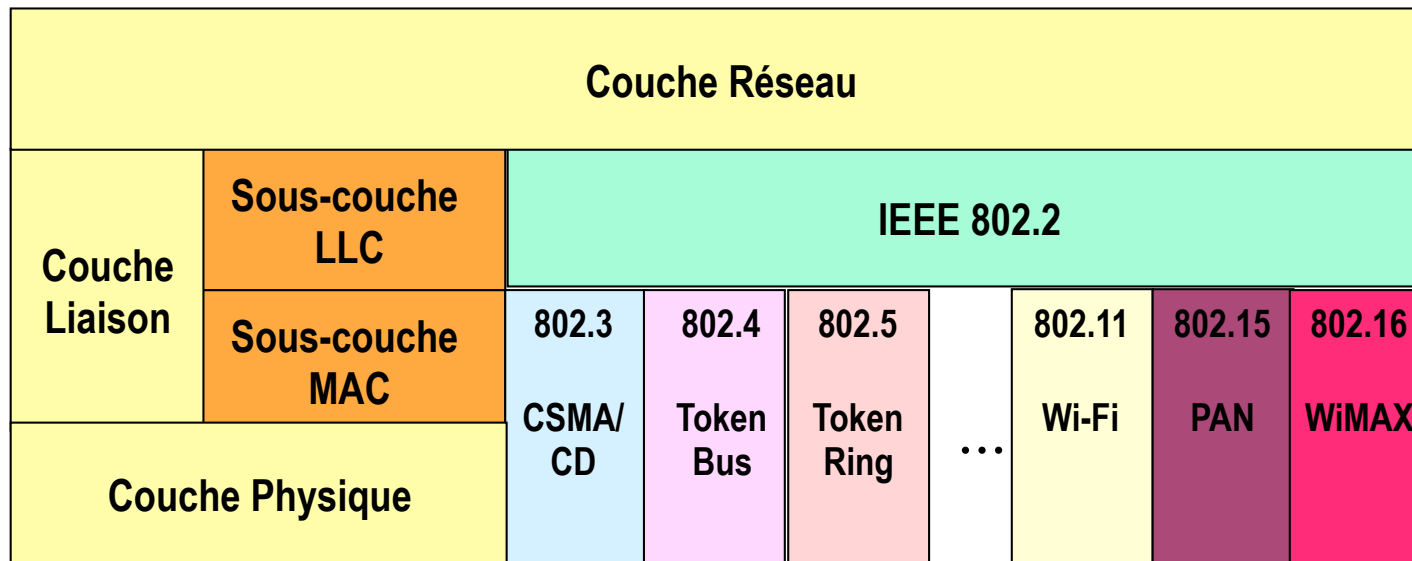 Couche Réseau
Couche
Liaison
Sous-couche
LLC
IEEE 802.2
Sous-couche
MAC
802.3
CSMA/
CD
802.4
Token
Bus
802.5
Token
Ring
...
802.11
Wi-Fi
802.15
PAN
802.16
WiMAX
Couche Physique